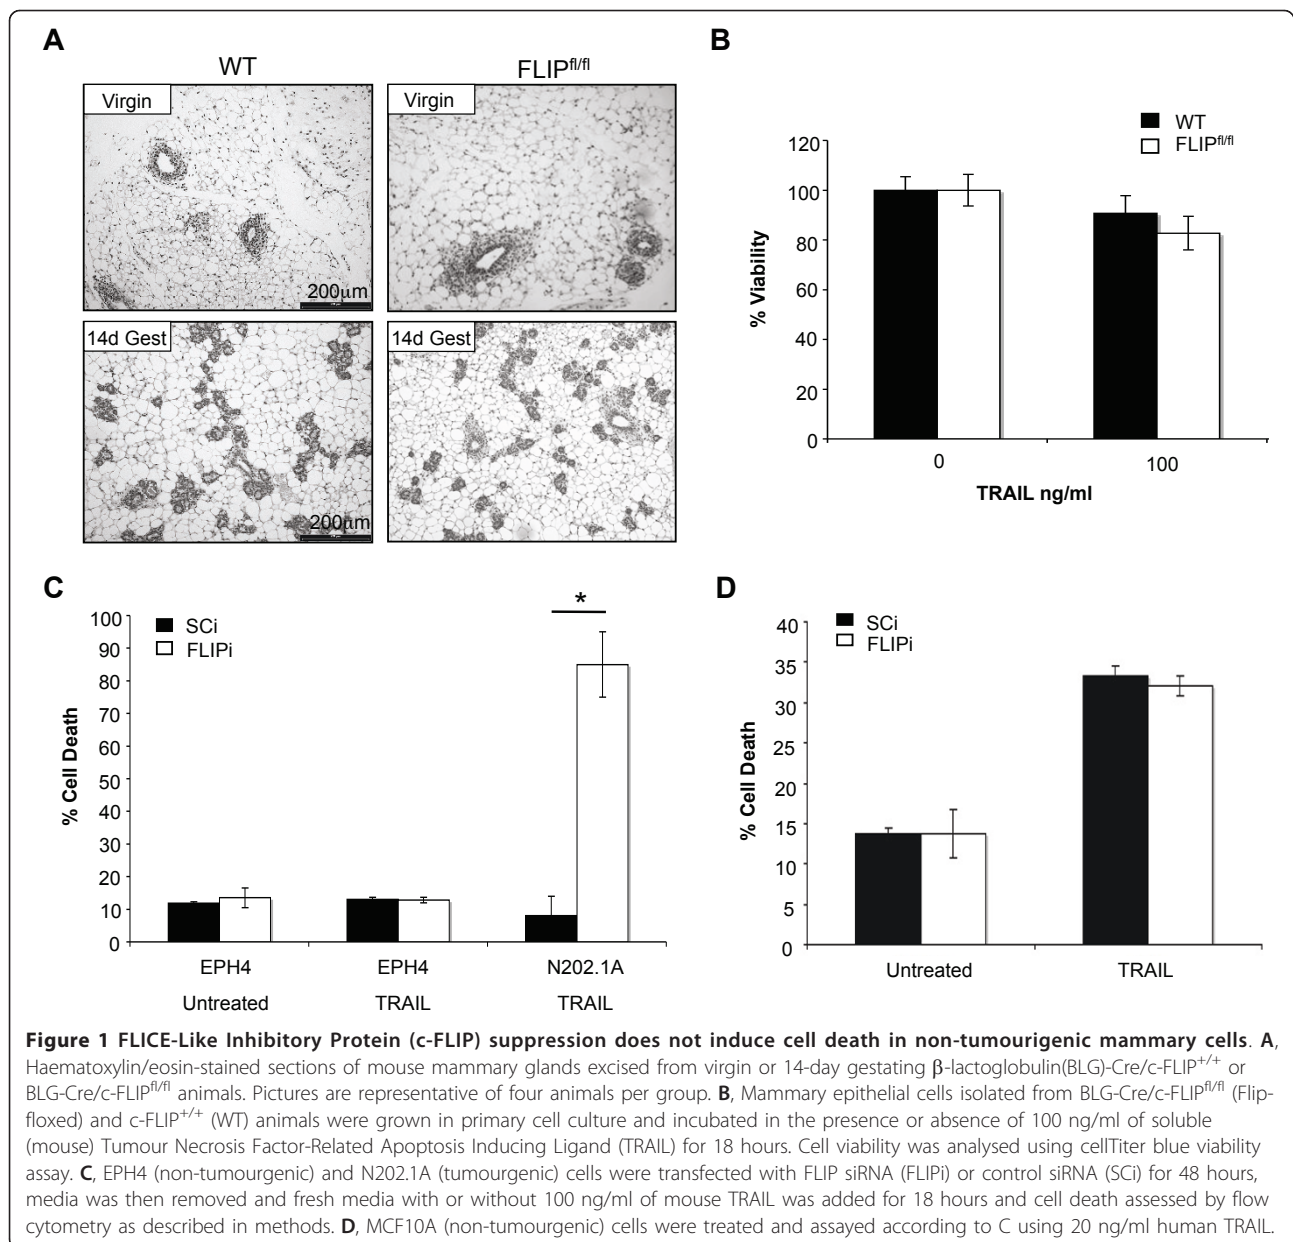 A
WT
FLIPfl/fl
Virgin
Virgin
200μm
14d Gest
14d Gest
200μm
B
WT
FLIPfl/fl
120
100
80
60
40
20
0
% Viability
0
100
TRAIL ng/ml
C
SCi
FLIPi
*
100
90
80
70
60
50
40
30
20
10
0
% Cell Death
EPH4
EPH4
N202.1A
Untreated
TRAIL
TRAIL
D
SCi
FLIPi
40
35
30
25
20
15
10
5
0
% Cell Death
Untreated
TRAIL
Figure 1 FLICE-Like Inhibitory Protein (c-FLIP) suppression does not induce cell death in non-tumourigenic mammary cells. A,
Haematoxylin/eosin-stained sections of mouse mammary glands excised from virgin or 14-day gestating β-lactoglobulin(BLG)-Cre/c-FLIP+/+ or
BLG-Cre/c-FLIPfl/fl animals. Pictures are representative of four animals per group. B, Mammary epithelial cells isolated from BLG-Cre/c-FLIPfl/fl (Flip-
floxed) and c-FLIP+/+ (WT) animals were grown in primary cell culture and incubated in the presence or absence of 100 ng/ml of soluble
(mouse) Tumour Necrosis Factor-Related Apoptosis Inducing Ligand (TRAIL) for 18 hours. Cell viability was analysed using cellTiter blue viability
assay. C, EPH4 (non-tumourgenic) and N202.1A (tumourgenic) cells were transfected with FLIP siRNA (FLIPi) or control siRNA (SCi) for 48 hours,
media was then removed and fresh media with or without 100 ng/ml of mouse TRAIL was added for 18 hours and cell death assessed by flow
cytometry as described in methods. D, MCF10A (non-tumourgenic) cells were treated and assayed according to C using 20 ng/ml human TRAIL.